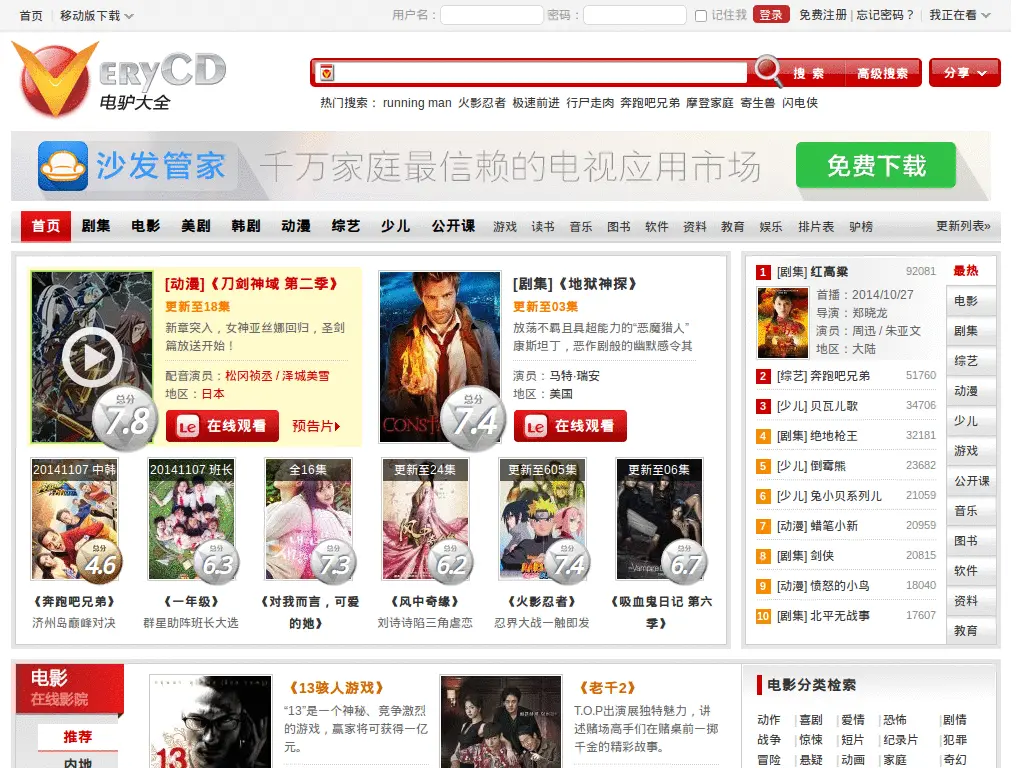 首页 移动版下载 用户名： 密码： 记住我 登录 免费注册 | 忘记密码？ 我正在看
VERYCD
电驴大全
搜 索 高级搜索 分享
热门搜索： running man 火影忍者 极速前进 行尸走肉 奔跑吧兄弟 摩登家庭 寄生兽 闪电侠
沙发管家 千万家庭最信赖的电视应用市场 免费下载
首页 剧集 电影 美剧 韩剧 动漫 综艺 少儿 公开课 游戏 读书 音乐 图书 软件 资料 教育 娱乐 排片表 驴榜 更新列表»
[动漫]《刀剑神域 第二季》
更新至18集
新章突入，女神亚丝娜回归，圣剑
篇放送开始！
配音演员：松冈祯丞 / 泽城美雪
地区：日本
总分
7.8
Le 在线观看 预告片
[剧集]《地狱神探》
更新至03集
放荡不羁且具超能力的“恶魔猎人”
康斯坦丁，恶作剧般的幽默感令其
演员：马特·瑞安
地区：美国
总分
7.4
Le 在线观看
20141107 中韩
总分
4.6
《奔跑吧兄弟》
济州岛巅峰对决
20141107 班长
总分
6.3
《一年级》
群星助阵班长大选
全16集
总分
7.3
《对我而言，可爱
的她》
更新至24集
总分
6.2
《风中奇缘》
刘诗诗陷三角虐恋
更新至605集
总分
7.4
《火影忍者》
忍界大战一触即发
更新至06集
总分
6.7
《吸血鬼日记 第六
季》
1 [剧集] 红高粱 92081
首播：2014/10/27
导演：郑晓龙
演员：周迅 / 朱亚文
地区：大陆
2 [综艺] 奔跑吧兄弟 51760
3 [少儿] 贝瓦儿歌 34706
4 [剧集] 绝地枪王 32181
5 [少儿] 倒霉熊 23682
6 [少儿] 兔小贝系列儿 21059
7 [动漫] 蜡笔小新 20959
8 [剧集] 剑侠 20815
9 [动漫] 愤怒的小鸟 18040
10 [剧集] 北平无战事 17607
最热
电影
剧集
综艺
动漫
少儿
游戏
公开课
音乐
图书
软件
资料
教育
电影
在线影院
推荐
内地
13
《13骇人游戏》
“13”是一个神秘、竞争激烈
的游戏，赢家将可获得一亿
元。
《老千2》
T.O.P出演展独特魅力，讲
述赌场高手们在赌桌前一掷
千金的精彩故事。
电影分类检索
动作 |喜剧 |爱情 |恐怖 |剧情
战争 |惊悚 |短片 |纪录片 |犯罪
冒险 |悬疑 |动画 |家庭 |奇幻